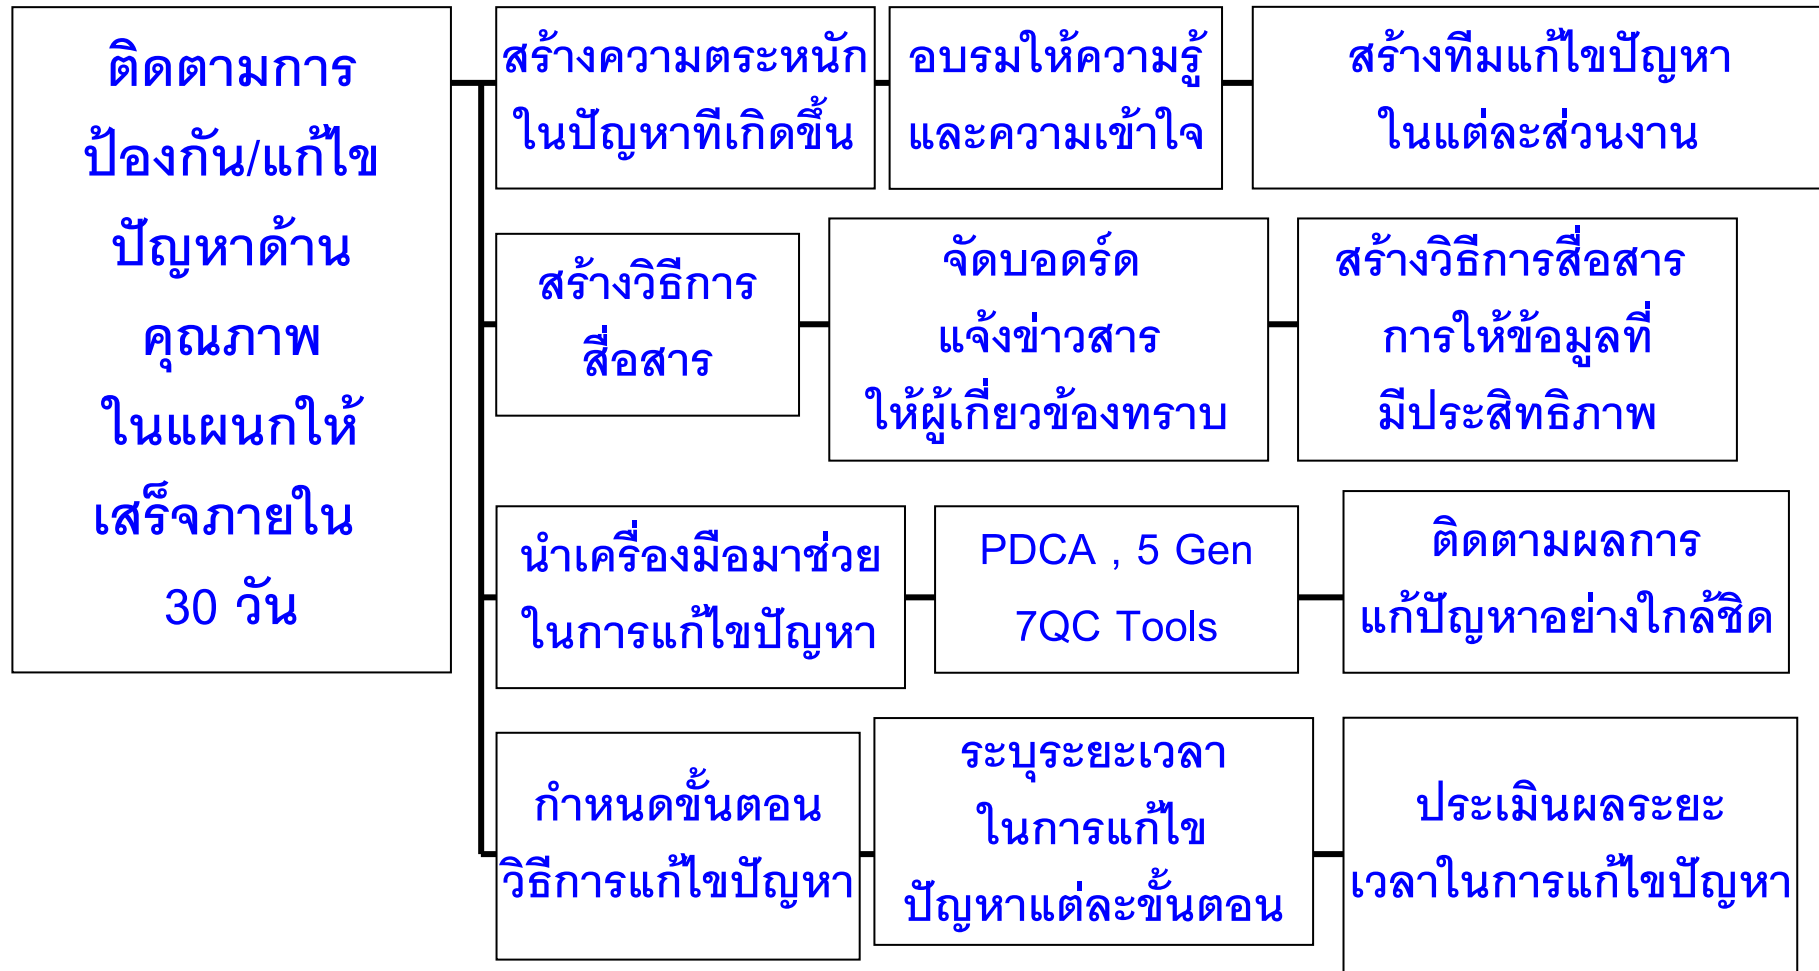 ติดตามการ
ป้องกัน/แก้ไข
ปัญหาด้าน
คุณภาพ
ในแผนกให้
เสร็จภายใน
30 วัน
สร้างความตระหนัก
ในปัญหาทีเกิดขึ้น
อบรมให้ความรู้
และความเข้าใจ
สร้างทีมแก้ไขปัญหา
ในแต่ละส่วนงาน
สร้างวิธีการ
สื่อสาร
จัดบอดร์ด
แจ้งข่าวสาร
ให้ผู้เกี่ยวข้องทราบ
สร้างวิธีการสื่อสาร
การให้ข้อมูลที่
มีประสิทธิภาพ
นำเครื่องมือมาช่วย
ในการแก้ไขปัญหา
PDCA , 5 Gen
7QC Tools
ติดตามผลการ
แก้ปัญหาอย่างใกล้ชิด
กำหนดขั้นตอน
วิธีการแก้ไขปัญหา
ระบุระยะเวลา
ในการแก้ไข
ปัญหาแต่ละขั้นตอน
ประเมินผลระยะ
เวลาในการแก้ไขปัญหา